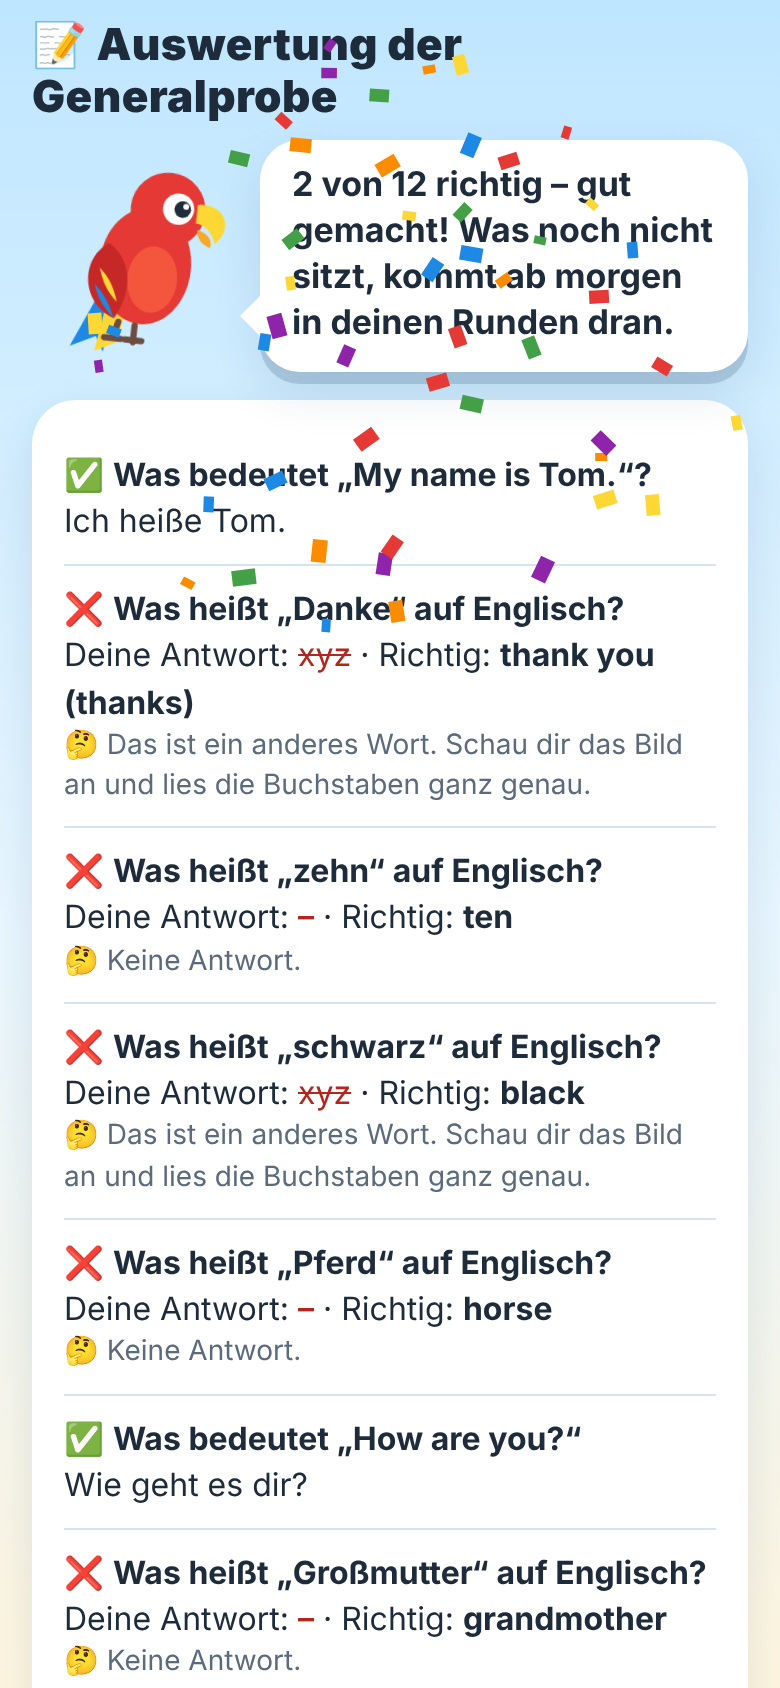 📝 Auswertung der
Generalprobe
2 von 12 richtig – gut
gemacht! Was noch nicht
sitzt, kommt ab morgen
in deinen Runden dran.
✅ Was bedeutet „My name is Tom.“?
Ich heiße Tom.
❌ Was heißt „Danke“ auf Englisch?
Deine Antwort: xyz · Richtig: thank you
(thanks)
🤔 Das ist ein anderes Wort. Schau dir das Bild
an und lies die Buchstaben ganz genau.
❌ Was heißt „zehn“ auf Englisch?
Deine Antwort: – · Richtig: ten
🤔 Keine Antwort.
❌ Was heißt „schwarz“ auf Englisch?
Deine Antwort: xyz · Richtig: black
🤔 Das ist ein anderes Wort. Schau dir das Bild
an und lies die Buchstaben ganz genau.
❌ Was heißt „Pferd“ auf Englisch?
Deine Antwort: – · Richtig: horse
🤔 Keine Antwort.
✅ Was bedeutet „How are you?“
Wie geht es dir?
❌ Was heißt „Großmutter“ auf Englisch?
Deine Antwort: – · Richtig: grandmother
🤔 Keine Antwort.